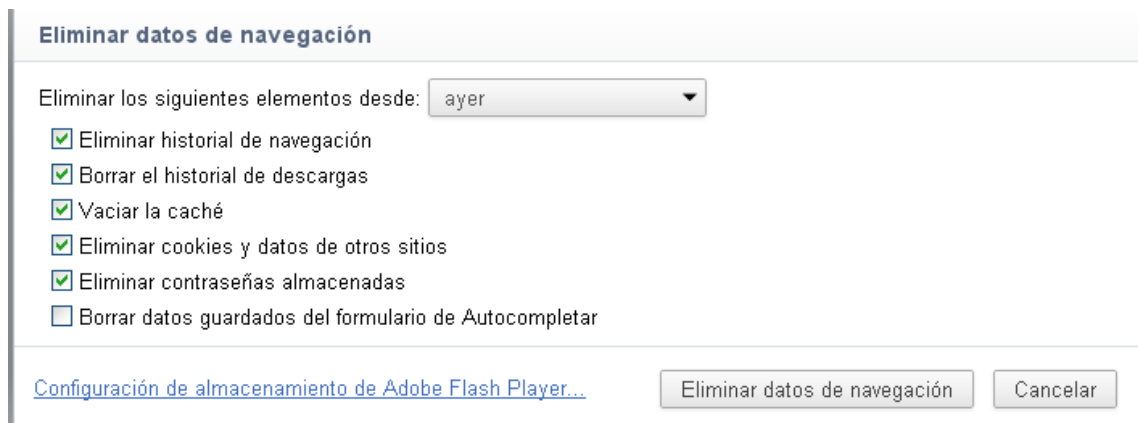 Eliminar datos de navegación
Eliminar los siguientes elementos desde: ayer
Eliminar historial de navegación
Borrar el historial de descargas
Vaciar la caché
Eliminar cookies y datos de otros sitios
Eliminar contraseñas almacenadas
Borrar datos guardados del formulario de Autocompletar
Configuración de almacenamiento de Adobe Flash Player... Eliminar datos de navegación Cancelar